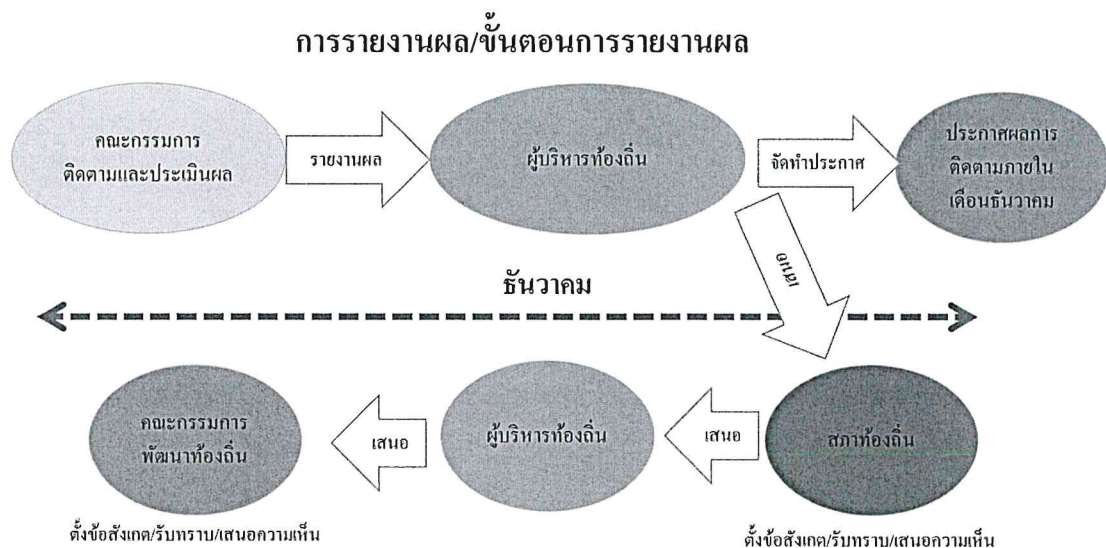 การรายงานผล/ขั้นตอนการรายงานผล
คณะกรรมการ
ติดตามและประเมินผล
รายงานผล
ผู้บริหารท้องถิ่น
จัดทำประกาศ
ประกาศผลการ
ติดตามภายใน
เดือนธันวาคม
เสนอ
ธันวาคม
คณะกรรมการ
พัฒนาท้องถิ่น
เสนอ
ผู้บริหารท้องถิ่น
เสนอ
สภาท้องถิ่น
ตั้งข้อสังเกต/รับทราบ/เสนอความเห็น
ตั้งข้อสังเกต/รับทราบ/เสนอความเห็น